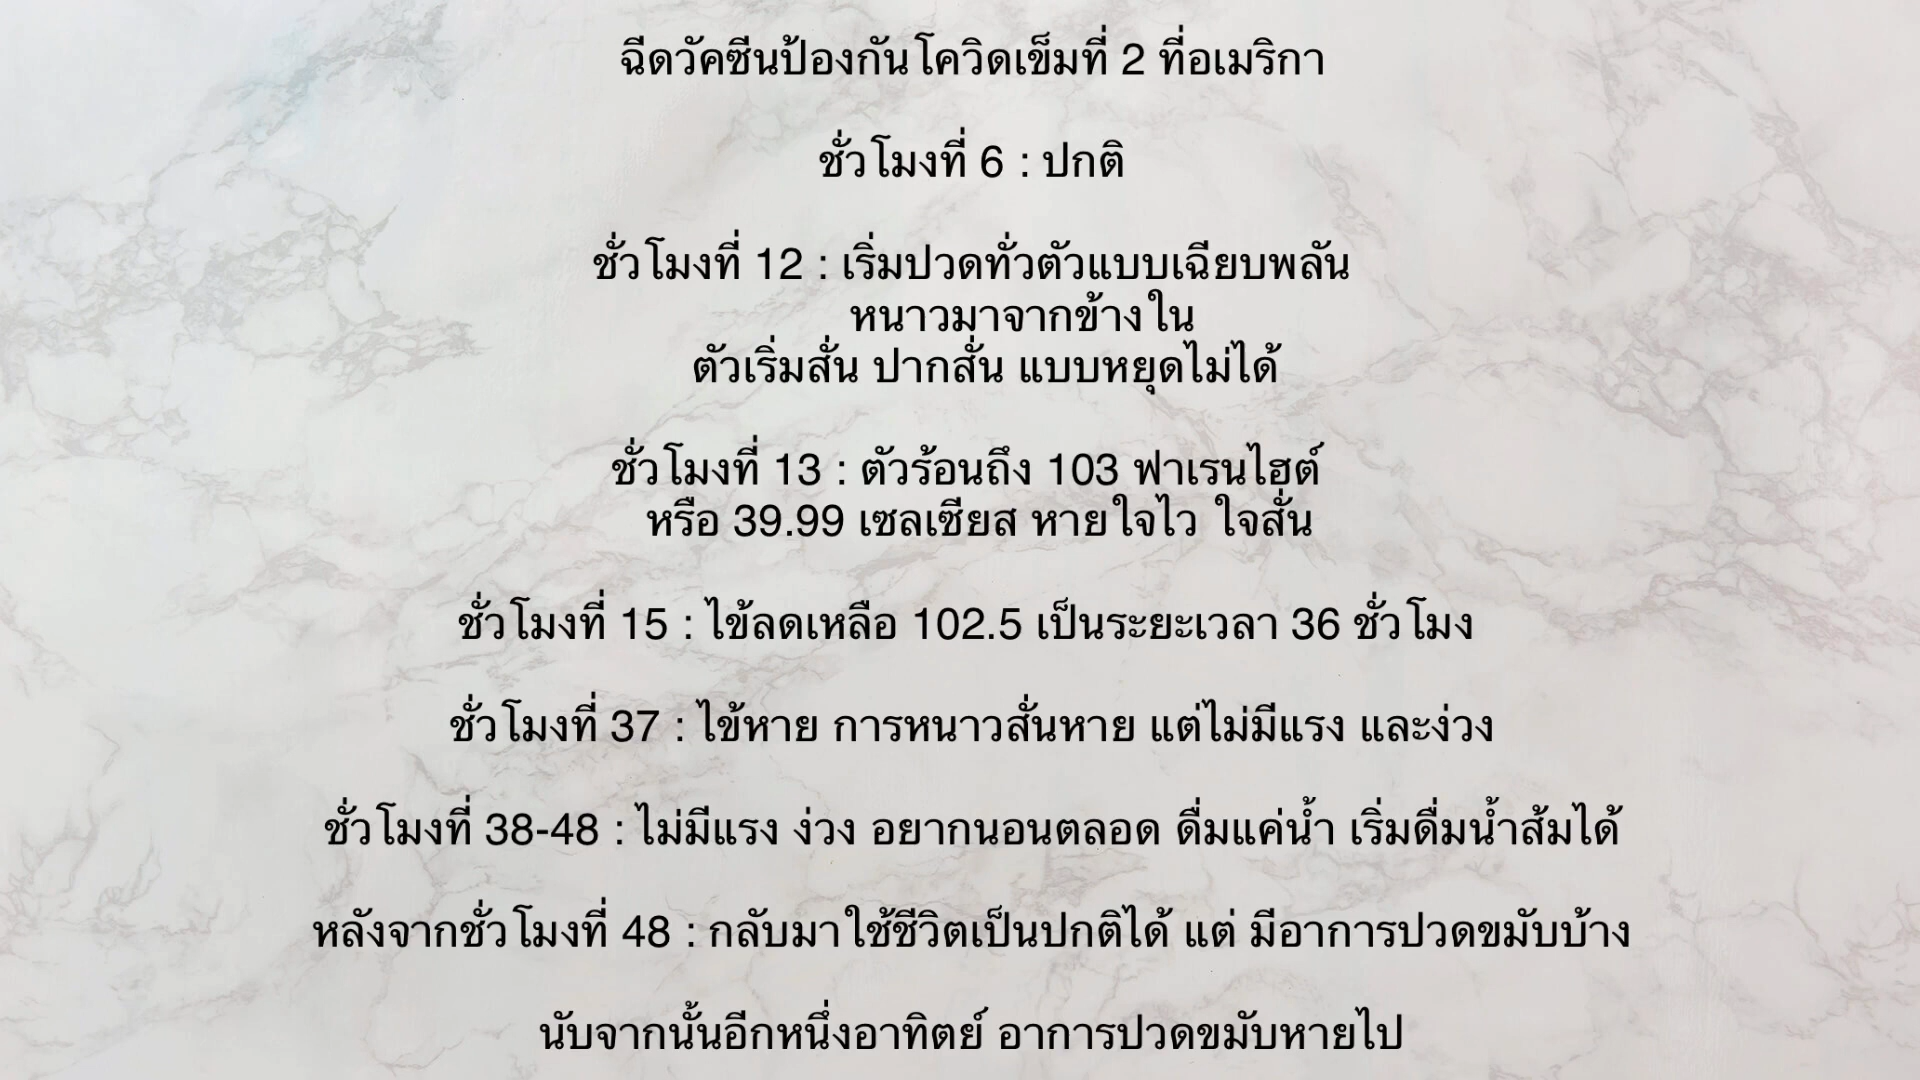 ฉีดวัคซีนป้องกันโควิดเข็มที่ 2 ที่อเมริกา
ชั่วโมงที่ 6 : ปกติ
ชั่วโมงที่ 12 : เริ่มปวดทั่วตัวแบบเฉียบพลัน
หนาวมาจากข้างใน
ตัวเริ่มสั่น ปากสั่น แบบหยุดไม่ได้
ชั่วโมงที่ 13 : ตัวร้อนถึง 103 ฟาเรนไฮต์
หรือ 39.99 เซลเซียส หายใจไว ใจสั่น
ชั่วโมงที่ 15 : ไข้ลดเหลือ 102.5 เป็นระยะเวลา 36 ชั่วโมง
ชั่วโมงที่ 37 : ไข้หาย การหนาวสั่นหาย แต่ไม่มีแรง และง่วง
ชั่วโมงที่ 38-48 : ไม่มีแรง ง่วง อยากนอนตลอด ดื่มแค่น้ำ เริ่มดื่มน้ำส้มได้
หลังจากชั่วโมงที่ 48 : กลับมาใช้ชีวิตเป็นปกติได้ แต่ มีอาการปวดขมับบ้าง
นับจากนั้นอีกหนึ่งอาทิตย์ อาการปวดขมับหายไป